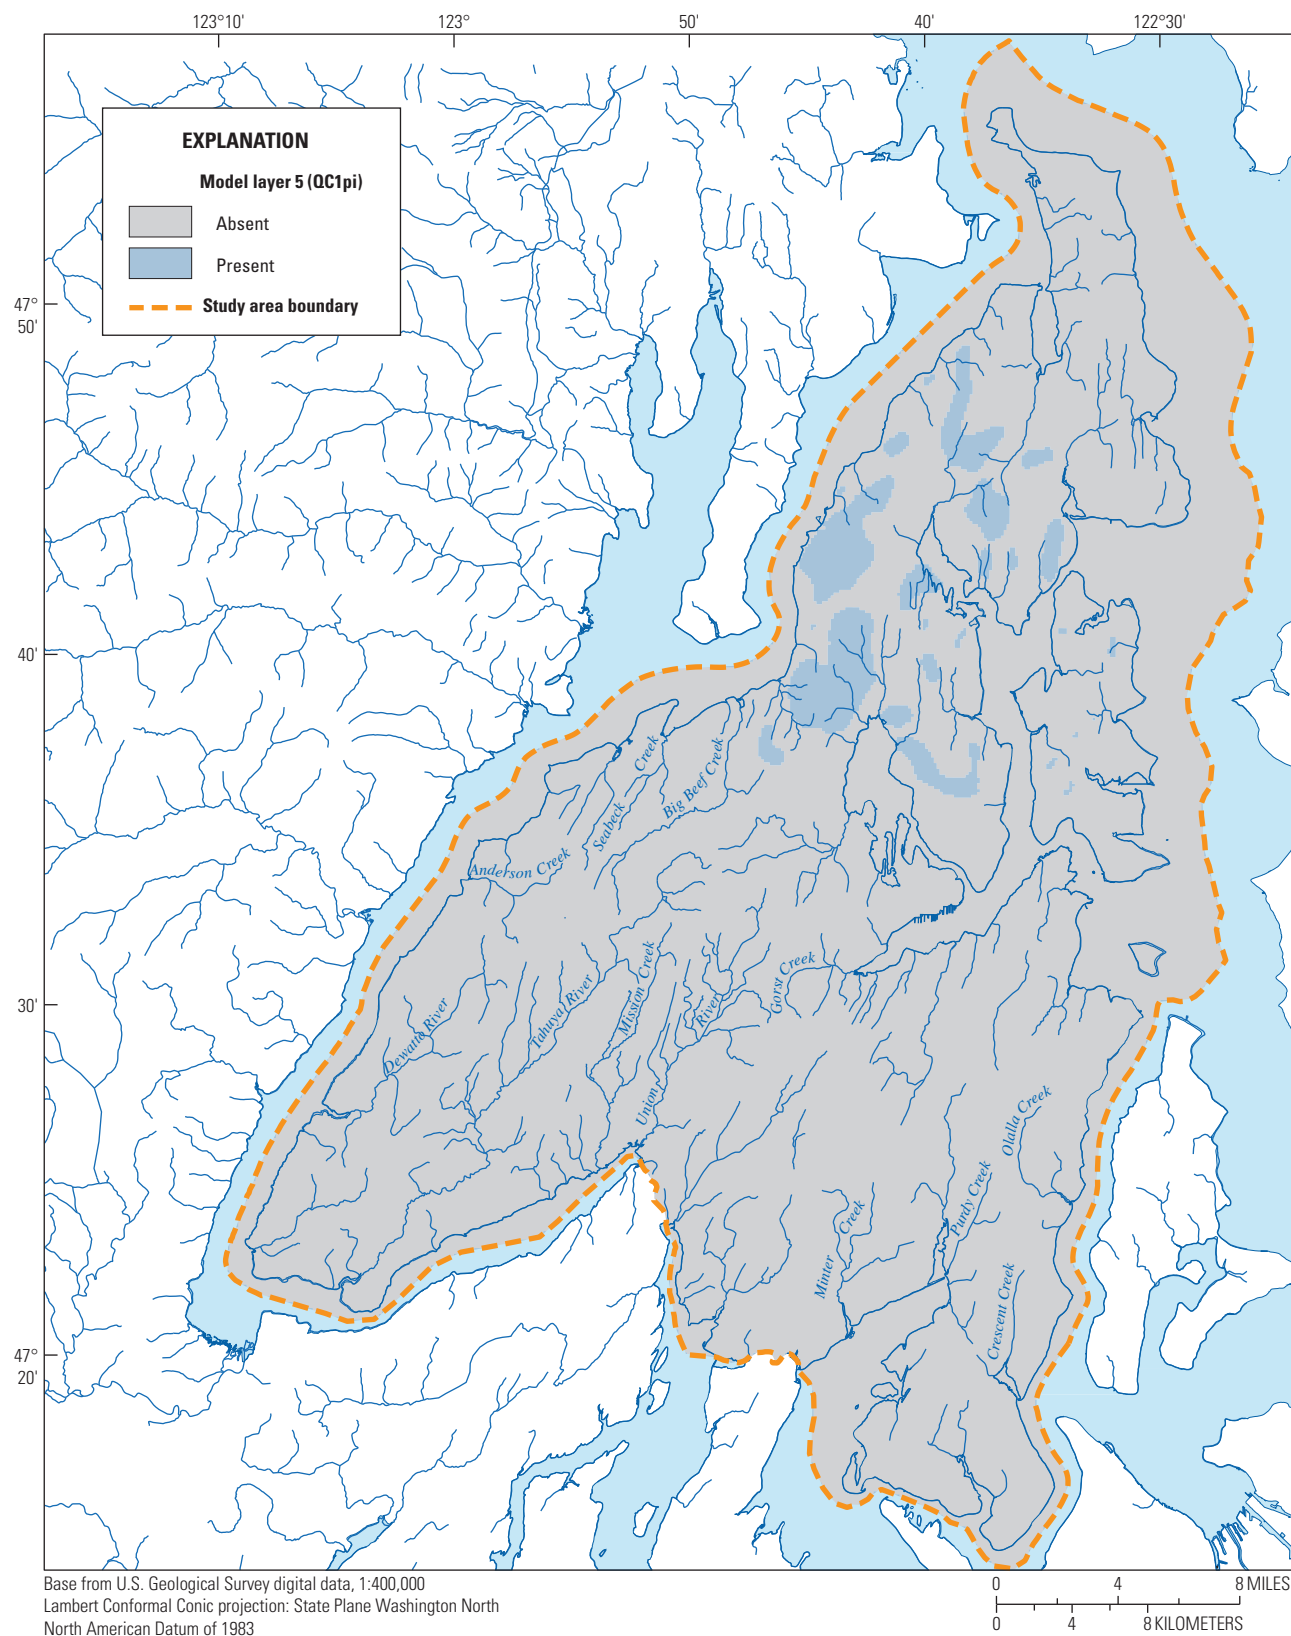 123°10'
123°
50'
40'
122°30'
EXPLANATION
Model layer 5 (QC1pi)
Absent
Present
Study area boundary
47°
50'
40'
30'
47°
20'
Seabeck Creek
Big Beef Creek
Anderson Creek
Dewatto River
Tahuya River
Mission Creek
Union River
Gorst Creek
Olalla Creek
Purdy Creek
Minter Creek
Crescent Creek
Base from U.S. Geological Survey digital data, 1:400,000
Lambert Conformal Conic projection: State Plane Washington North
North American Datum of 1983
0 4 8 MILES
0 4 8 KILOMETERS